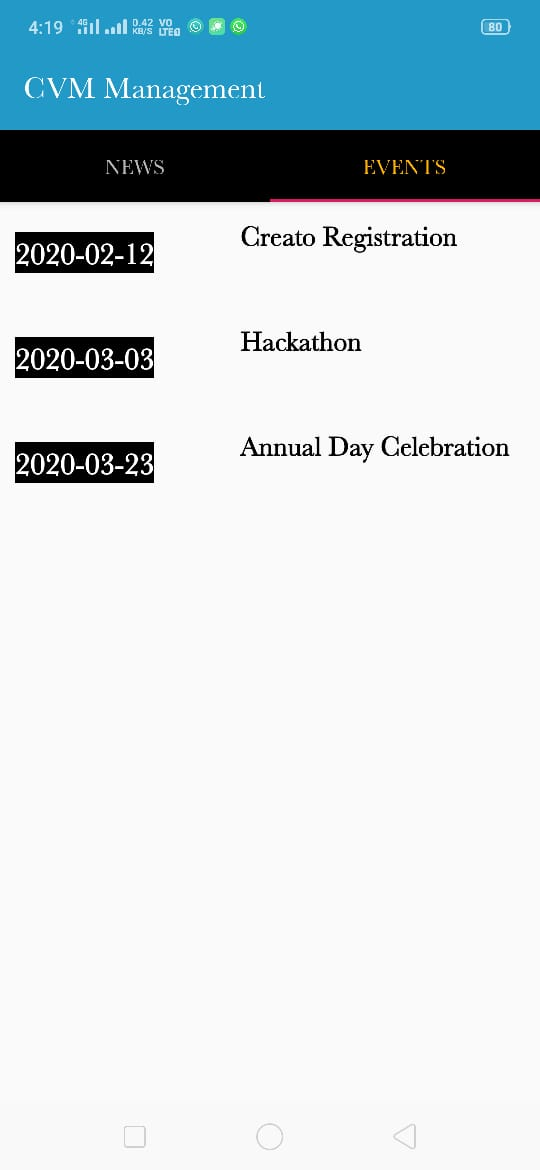 4:19 4G 0.42 KB/S VO LTE 80
CVM Management
NEWS EVENTS
2020-02-12 Creato Registration
2020-03-03 Hackathon
2020-03-23 Annual Day Celebration